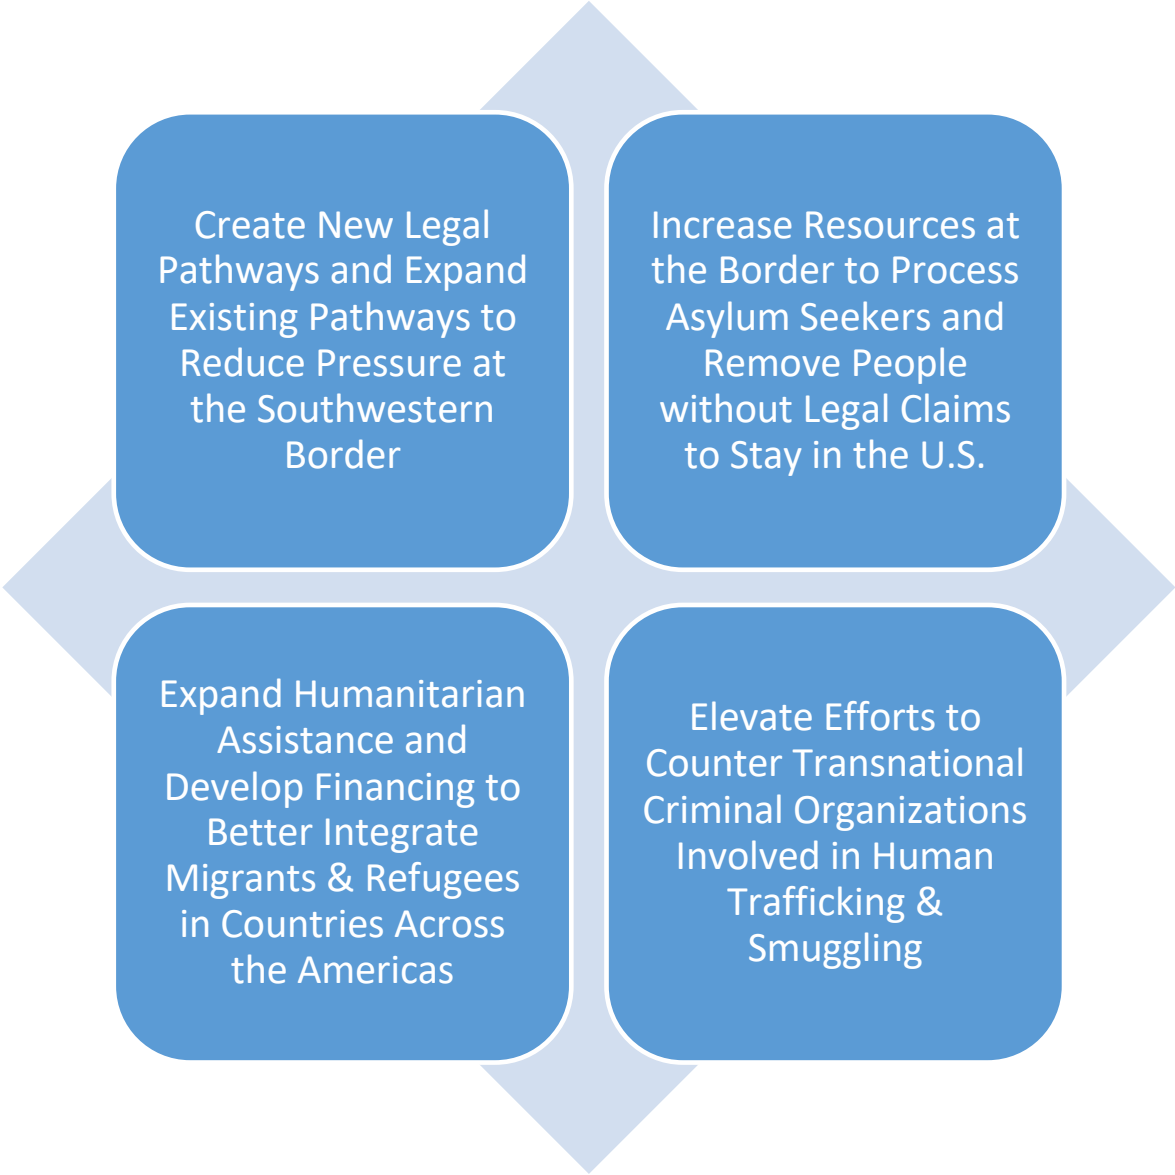 Create New Legal
Pathways and Expand
Existing Pathways to
Reduce Pressure at
the Southwestern
Border
Increase Resources at
the Border to Process
Asylum Seekers and
Remove People
without Legal Claims
to Stay in the U.S.
Expand Humanitarian
Assistance and
Develop Financing to
Better Integrate
Migrants & Refugees
in Countries Across
the Americas
Elevate Efforts to
Counter Transnational
Criminal Organizations
Involved in Human
Trafficking &
Smuggling